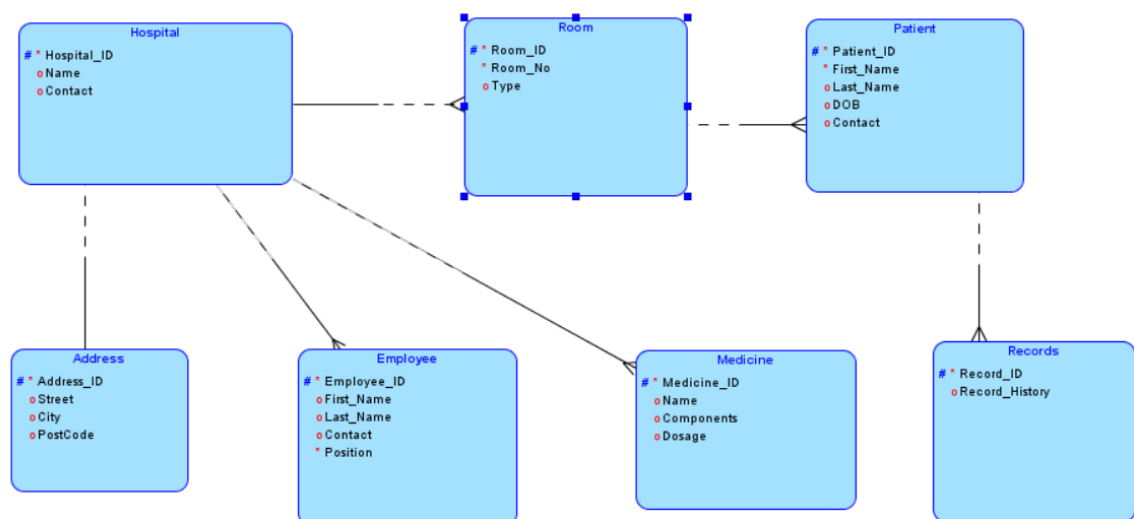 Hospital
# * Hospital_ID
o Name
o Contact
Room
# * Room_ID
* Room_No
o Type
Patient
# * Patient_ID
* First_Name
o Last_Name
o DOB
o Contact
Address
# * Address_ID
o Street
o City
o PostCode
Employee
# * Employee_ID
o First_Name
o Last_Name
o Contact
* Position
Medicine
# * Medicine_ID
o Name
o Components
o Dosage
Records
# * Record_ID
o Record_History